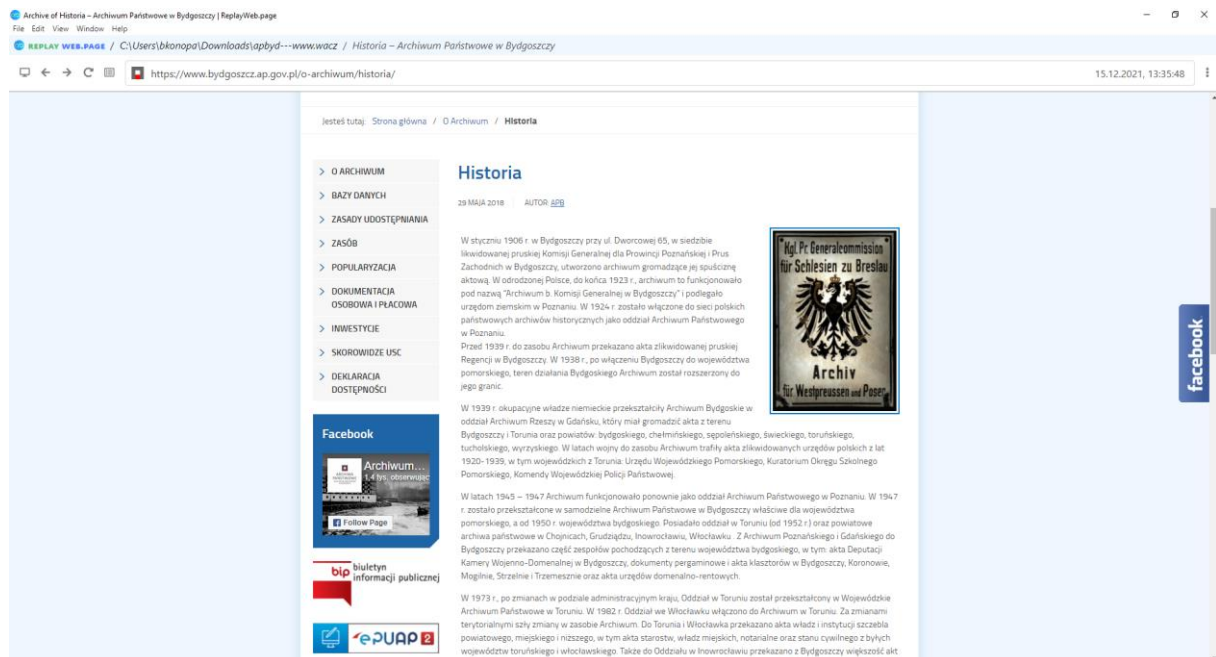 Archive of Historia – Archiwum Państwowe w Bydgoszczy | ReplayWeb.page
File Edit View Window Help
REPLAY WEB.PAGE / C:\Users\bkonopa\Downloads\apbyd---www.wacz / Historia – Archiwum Państwowe w Bydgoszczy
https://www.bydgoszcz.ap.gov.pl/o-archiwum/historia/
15.12.2021, 13:35:48
Jesteś tutaj: Strona główna / O Archiwum / Historia
O ARCHIWUM
BAZY DANYCH
ZASADY UDOSTĘPNIANIA
ZASÓB
POPULARYZACJA
DOKUMENTACJA
OSOBOWA I PŁACOWA
INWESTYCJE
SKOROWIDZE USC
DEKLARACJA
DOSTĘPNOŚCI
Facebook
Archiwum...
1,4 tys. obserwując
Follow Page
bip biuletyn
informacji publicznej
ePUAP 2
Historia
29 MAJA 2018 AUTOR APB
W styczniu 1906 r. w Bydgoszczy przy ul. Dworcowej 65, w siedzibie
likwidowanej pruskiej Komisji Generalnej dla Prowincji Poznańskiej i Prus
Zachodnich w Bydgoszczy, utworzono archiwum gromadzące jej spuściznę
aktową. W odrodzonej Polsce, do końca 1923 r., archiwum to funkcjonowało
pod nazwą "Archiwum b. Komisji Generalnej w Bydgoszczy" i podlegało
urzędom ziemskim w Poznaniu. W 1924 r. zostało włączone do sieci polskich
państwowych archiwów historycznych jako oddział Archiwum Państwowego
w Poznaniu.
Przed 1939 r. do zasobu Archiwum przekazano akta zlikwidowanej pruskiej
Regencji w Bydgoszczy. W 1938 r., po włączeniu Bydgoszczy do województwa
pomorskiego, teren działania Bydgoskiego Archiwum został rozszerzony do
jego granic.
Kgl. Pr. Generalcommission
für Schlesien zu Breslau
Archiv
für Westpreussen und Posen
W 1939 r. okupacyjne władze niemieckie przekształciły Archiwum Bydgoskie w
oddział Archiwum Rzeszy w Gdańsku, który miał gromadzić akta z terenu
Bydgoszczy i Torunia oraz powiatów: bydgoskiego, chełmińskiego, sępoleńskiego, świeckiego, toruńskiego,
tucholskiego, wyrzyskiego. W latach wojny do zasobu Archiwum trafiły akta zlikwidowanych urzędów polskich z lat
1920-1939, w tym wojewódzkich z Torunia: Urzędu Wojewódzkiego Pomorskiego, Kuratorium Okręgu Szkolnego
Pomorskiego, Komendy Wojewódzkiej Policji Państwowej.
W latach 1945 – 1947 Archiwum funkcjonowało ponownie jako oddział Archiwum Państwowego w Poznaniu. W 1947
r. zostało przekształcone w samodzielne Archiwum Państwowe w Bydgoszczy właściwe dla województwa
pomorskiego, a od 1950 r. województwa bydgoskiego. Posiadało oddział w Toruniu (od 1952 r.) oraz powiatowe
archiwa państwowe w Chojnicach, Grudziądzu, Inowrocławiu, Włocławku. Z Archiwum Poznańskiego i Gdańskiego do
Bydgoszczy przekazano część zespołów pochodzących z terenu województwa bydgoskiego, w tym: akta Deputacji
Kamery Wojenno-Domenalnej w Bydgoszczy, dokumenty pergaminowe i akta klasztorów w Bydgoszczy, Koronowie,
Mogilnie, Strzelnie i Trzemesznie oraz akta urzędów domenalno-rentowych.
W 1973 r., po zmianach w podziale administracyjnym kraju, Oddział w Toruniu został przekształcony w Wojewódzkie
Archiwum Państwowe w Toruniu. W 1982 r. Oddział we Włocławku włączono do Archiwum w Toruniu. Za zmianami
terytorialnymi szły zmiany w zasobie Archiwum. Do Torunia i Włocławka przekazano akta władz i instytucji szczebla
powiatowego, miejskiego i niższego, w tym akta starostw, władz miejskich, notarialne oraz stanu cywilnego z byłych
województw toruńskiego i włocławskiego. Także do Oddziału w Inowrocławiu przekazano z Bydgoszczy większość akt
facebook